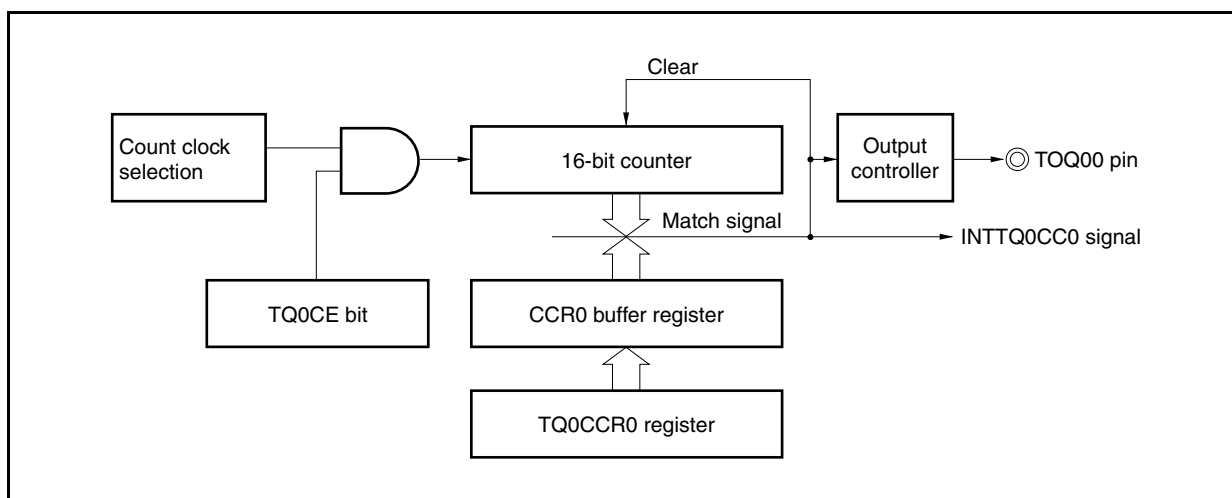 Clear
Count clock
selection
16-bit counter
Output
controller
TOQ00 pin
Match signal
INTTQ0CC0 signal
TQ0CE bit
CCR0 buffer register
TQ0CCR0 register